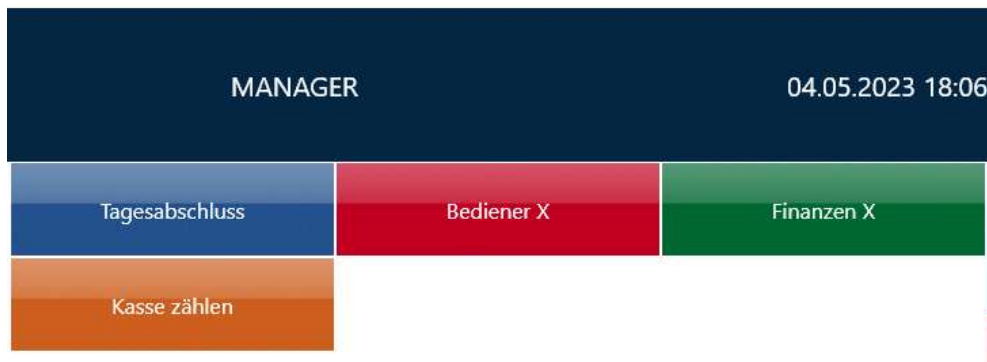 MANAGER 04.05.2023 18:06
Tagesabschluss Bediener X Finanzen X
Kasse zählen